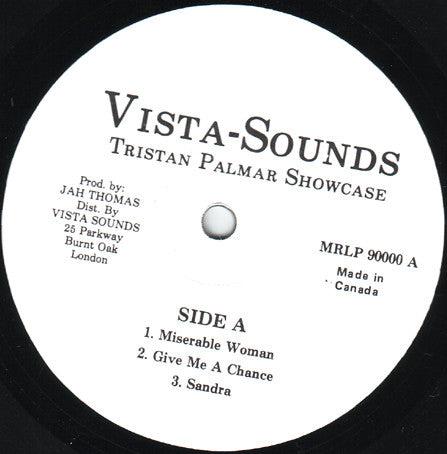 VISTA-SOUNDS
TRISTAN PALMAR SHOWCASE
Prod. by:
JAH THOMAS
Dist. By
VISTA SOUNDS
25 Parkway
Burnt Oak
London
MRLP 90000 A
Made in
Canada
SIDE A
1. Miserable Woman
2. Give Me A Chance
3. Sandra